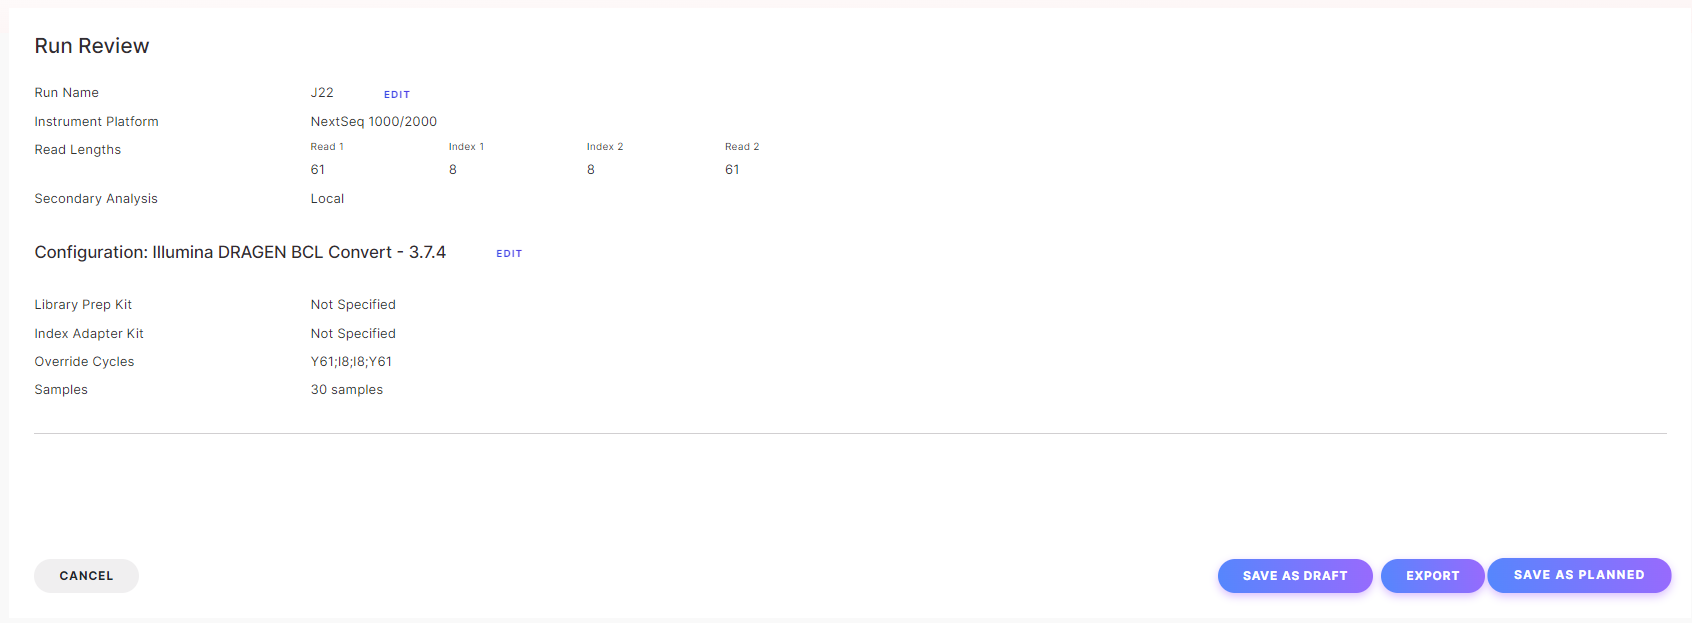 Run Review
Run Name J22 EDIT
Instrument Platform NextSeq 1000/2000
Read Lengths Read 1 Index 1 Index 2 Read 2
61 8 8 61
Secondary Analysis Local
Configuration: Illumina DRAGEN BCL Convert - 3.7.4 EDIT
Library Prep Kit Not Specified
Index Adapter Kit Not Specified
Override Cycles Y61;I8;I8;Y61
Samples 30 samples
CANCEL SAVE AS DRAFT EXPORT SAVE AS PLANNED